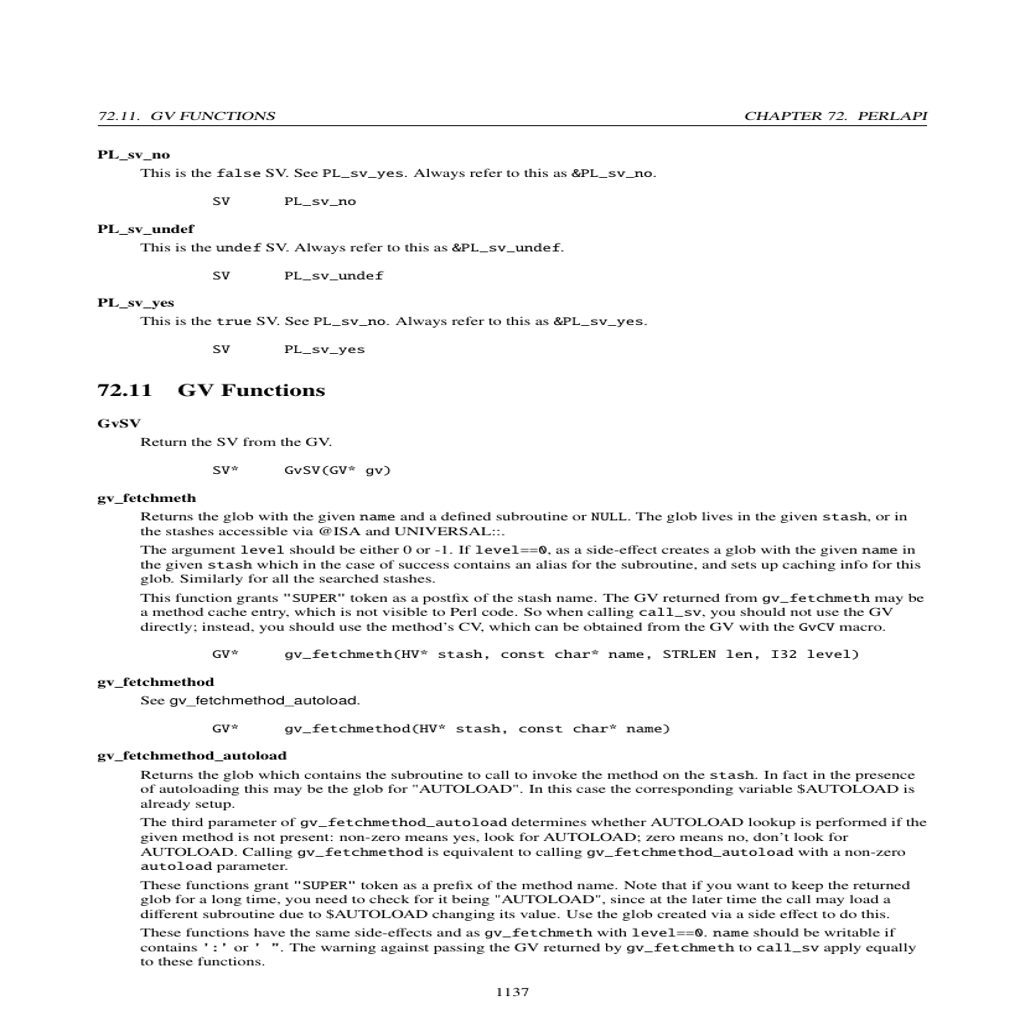 72.11. GV FUNCTIONS CHAPTER 72. PERLAPI
PL_sv_no
This is the false SV. See PL_sv_yes. Always refer to this as &PL_sv_no.
SV PL_sv_no
PL_sv_undef
This is the undef SV. Always refer to this as &PL_sv_undef.
SV PL_sv_undef
PL_sv_yes
This is the true SV. See PL_sv_no. Always refer to this as &PL_sv_yes.
SV PL_sv_yes
72.11 GV Functions
GvSV
Return the SV from the GV.
SV* GvSV(GV* gv)
gv_fetchmeth
Returns the glob with the given name and a defined subroutine or NULL. The glob lives in the given stash, or in
the stashes accessible via @ISA and UNIVERSAL::.
The argument level should be either 0 or -1. If level==0, as a side-effect creates a glob with the given name in
the given stash which in the case of success contains an alias for the subroutine, and sets up caching info for this
glob. Similarly for all the searched stashes.
This function grants "SUPER" token as a postfix of the stash name. The GV returned from gv_fetchmeth may be
a method cache entry, which is not visible to Perl code. So when calling call_sv, you should not use the GV
directly; instead, you should use the method's CV, which can be obtained from the GV with the GvCV macro.
GV* gv_fetchmeth(HV* stash, const char* name, STRLEN len, I32 level)
gv_fetchmethod
See gv_fetchmethod_autoload.
GV* gv_fetchmethod(HV* stash, const char* name)
gv_fetchmethod_autoload
Returns the glob which contains the subroutine to call to invoke the method on the stash. In fact in the presence
of autoloading this may be the glob for "AUTOLOAD". In this case the corresponding variable $AUTOLOAD is
already setup.
The third parameter of gv_fetchmethod_autoload determines whether AUTOLOAD lookup is performed if the
given method is not present: non-zero means yes, look for AUTOLOAD; zero means no, don't look for
AUTOLOAD. Calling gv_fetchmethod is equivalent to calling gv_fetchmethod_autoload with a non-zero
autoload parameter.
These functions grant "SUPER" token as a prefix of the method name. Note that if you want to keep the returned
glob for a long time, you need to check for it being "AUTOLOAD", since at the later time the call may load a
different subroutine due to $AUTOLOAD changing its value. Use the glob created via a side effect to do this.
These functions have the same side-effects and as gv_fetchmeth with level==0. name should be writable if
contains ':' or ' ''. The warning against passing the GV returned by gv_fetchmeth to call_sv apply equally
to these functions.
1137